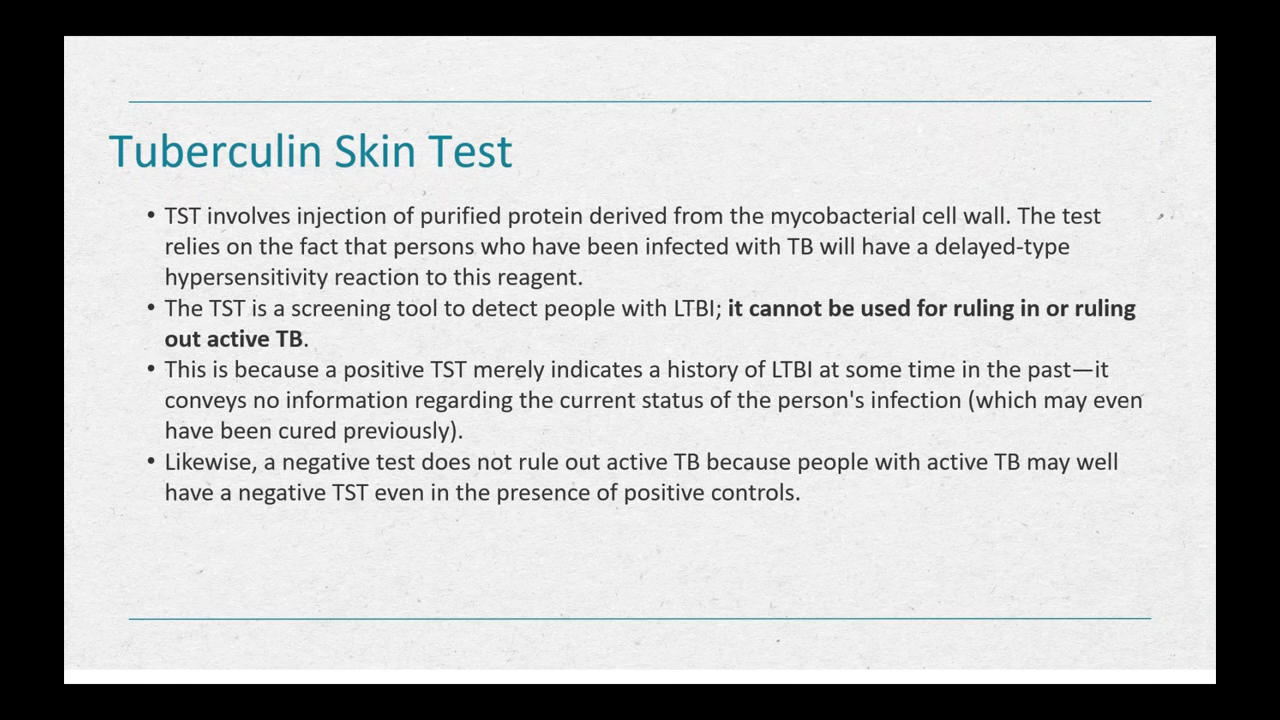 Tuberculin Skin Test
• TST involves injection of purified protein derived from the mycobacterial cell wall. The test
relies on the fact that persons who have been infected with TB will have a delayed-type
hypersensitivity reaction to this reagent.
• The TST is a screening tool to detect people with LTBI; it cannot be used for ruling in or ruling
out active TB.
• This is because a positive TST merely indicates a history of LTBI at some time in the past—it
conveys no information regarding the current status of the person's infection (which may even
have been cured previously).
• Likewise, a negative test does not rule out active TB because people with active TB may well
have a negative TST even in the presence of positive controls.